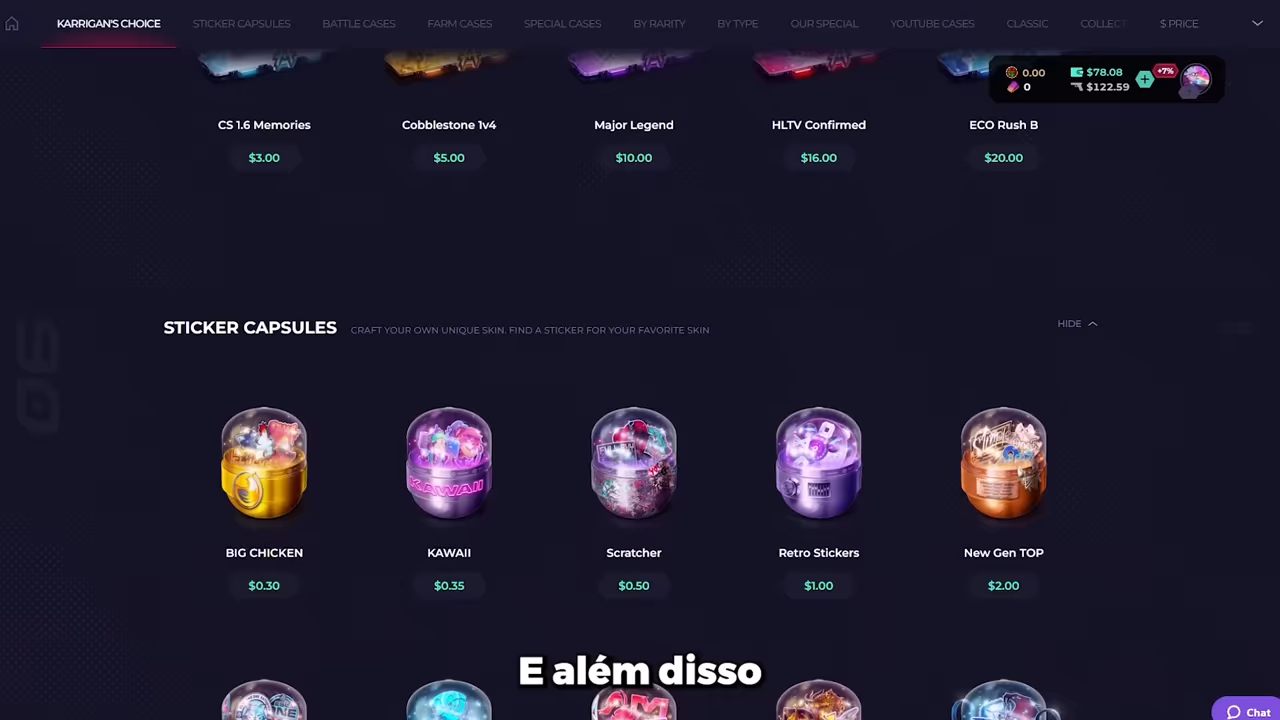 KARRIGAN'S CHOICE STICKER CAPSULES BATTLE CASES FARM CASES SPECIAL CASES BY RARITY BY TYPE OUR SPECIAL YOUTUBE CASES CLASSIC COLLECT $ PRICE
0.00 $78.08 +7%
0 $122.59
CS 1.6 Memories Cobblestone 1v4 Major Legend HLTV Confirmed ECO Rush B
$3.00 $5.00 $10.00 $16.00 $20.00
STICKER CAPSULES CRAFT YOUR OWN UNIQUE SKIN. FIND A STICKER FOR YOUR FAVORITE SKIN HIDE
06
KAWAII
BIG CHICKEN KAWAII Scratcher Retro Stickers New Gen TOP
$0.30 $0.35 $0.50 $1.00 $2.00
E além disso
Chat